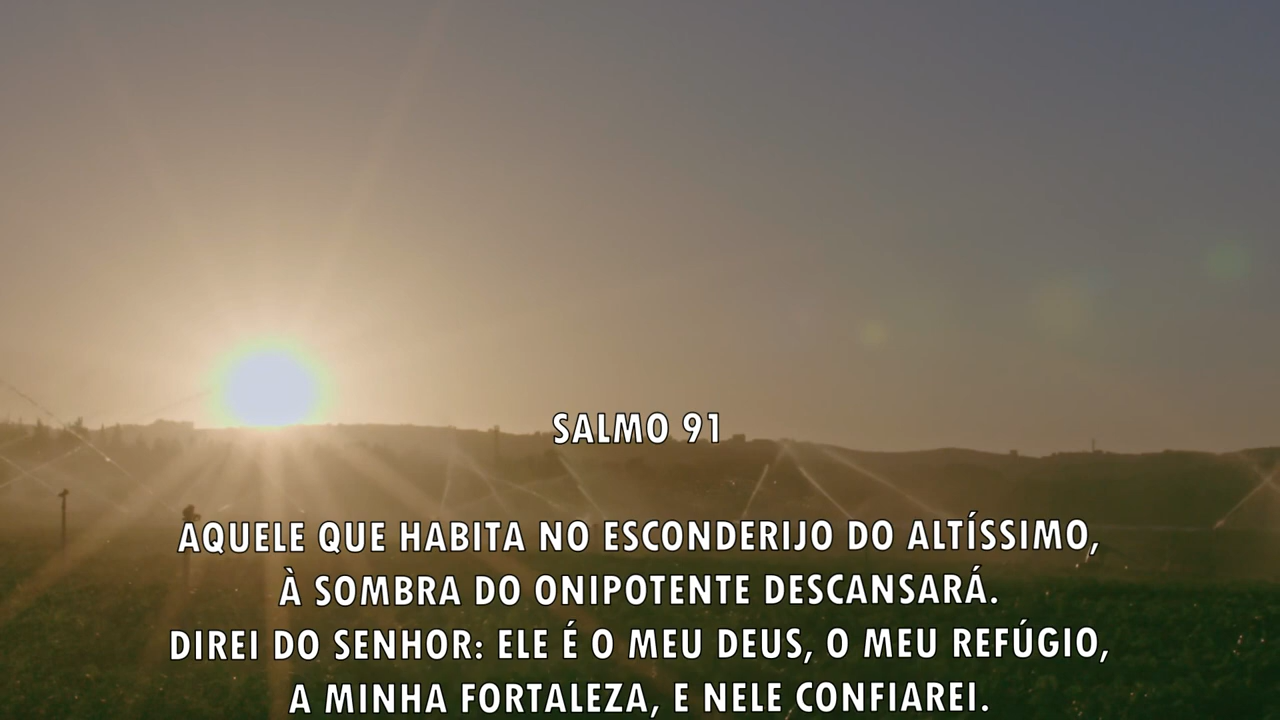 SALMO 91
AQUELE QUE HABITA NO ESCONDERIJO DO ALTÍSSIMO,
À SOMBRA DO ONIPOTENTE DESCANSARÁ.
DIREI DO SENHOR: ELE É O MEU DEUS, O MEU REFÚGIO,
A MINHA FORTALEZA, E NELE CONFIAREI.